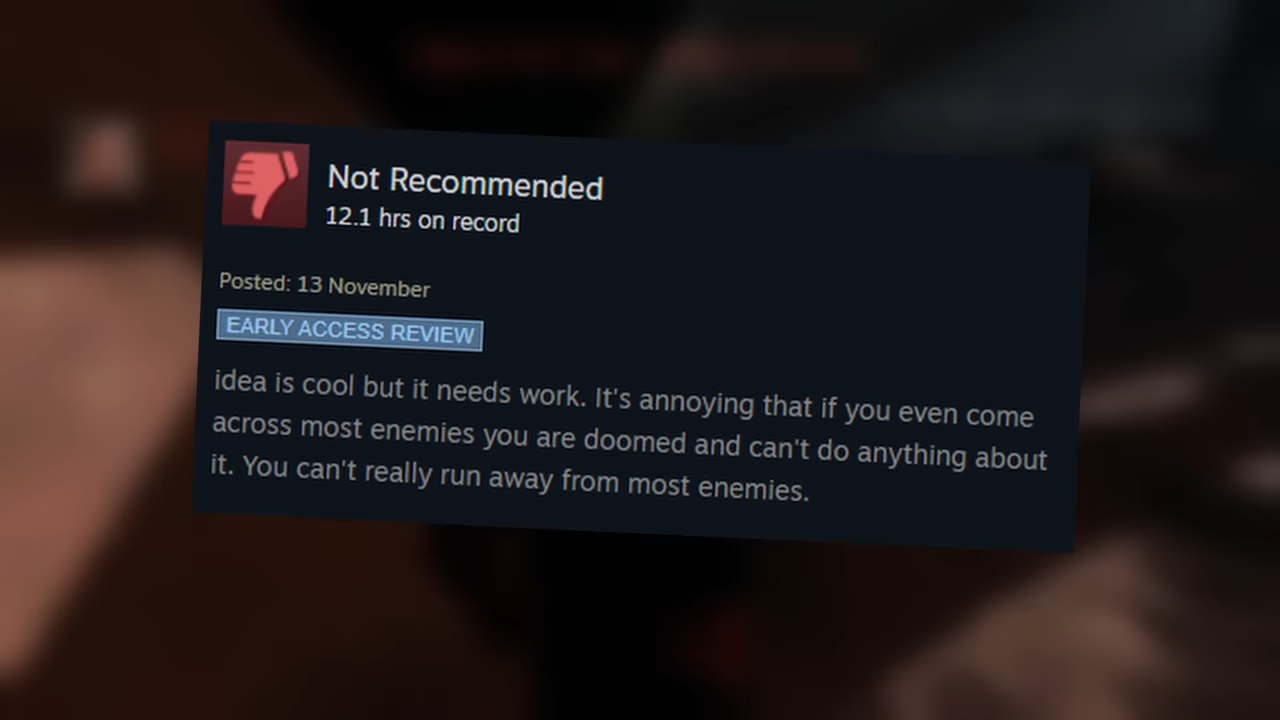 Not Recommended
12.1 hrs on record
Posted: 13 November
EARLY ACCESS REVIEW
idea is cool but it needs work. It's annoying that if you even come
across most enemies you are doomed and can't do anything about
it. You can't really run away from most enemies.